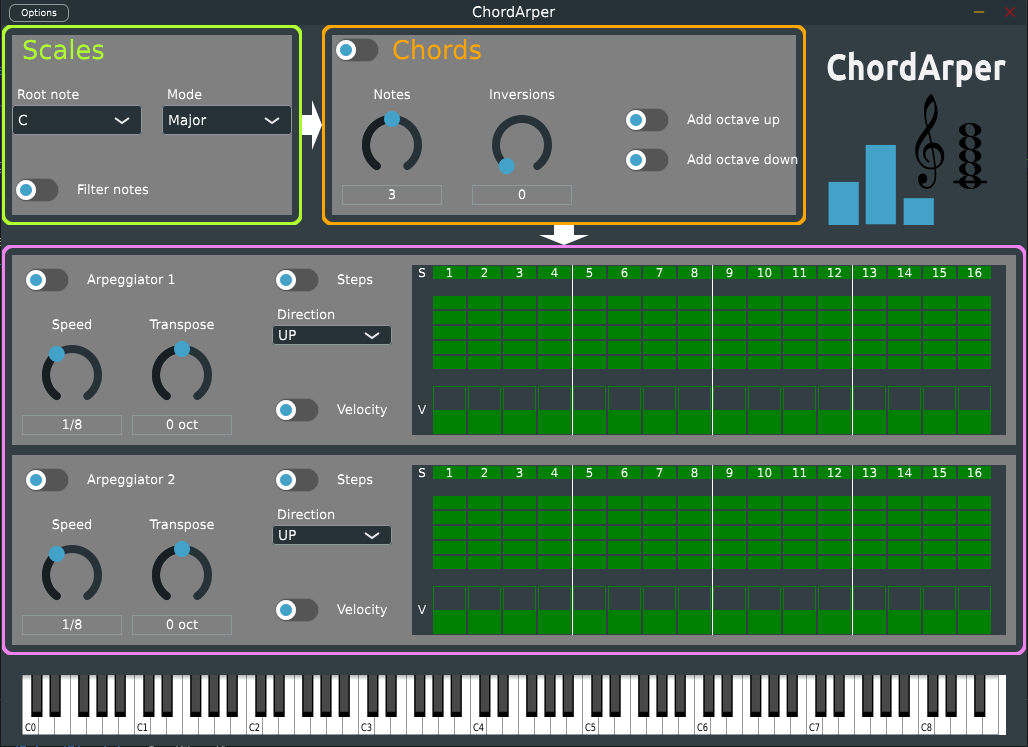 Options
ChordArper
Scales
Root note Mode
C Major
Filter notes
Chords
Notes Inversions
3 0
Add octave up
Add octave down
ChordArper
Arpeggiator 1
Speed Transpose
1/8 0 oct
Steps
Direction
UP
Velocity
S 1 2 3 4 5 6 7 8 9 10 11 12 13 14 15 16
V
Arpeggiator 2
Speed Transpose
1/8 0 oct
Steps
Direction
UP
Velocity
S 1 2 3 4 5 6 7 8 9 10 11 12 13 14 15 16
V
C0 C1 C2 C3 C4 C5 C6 C7 C8